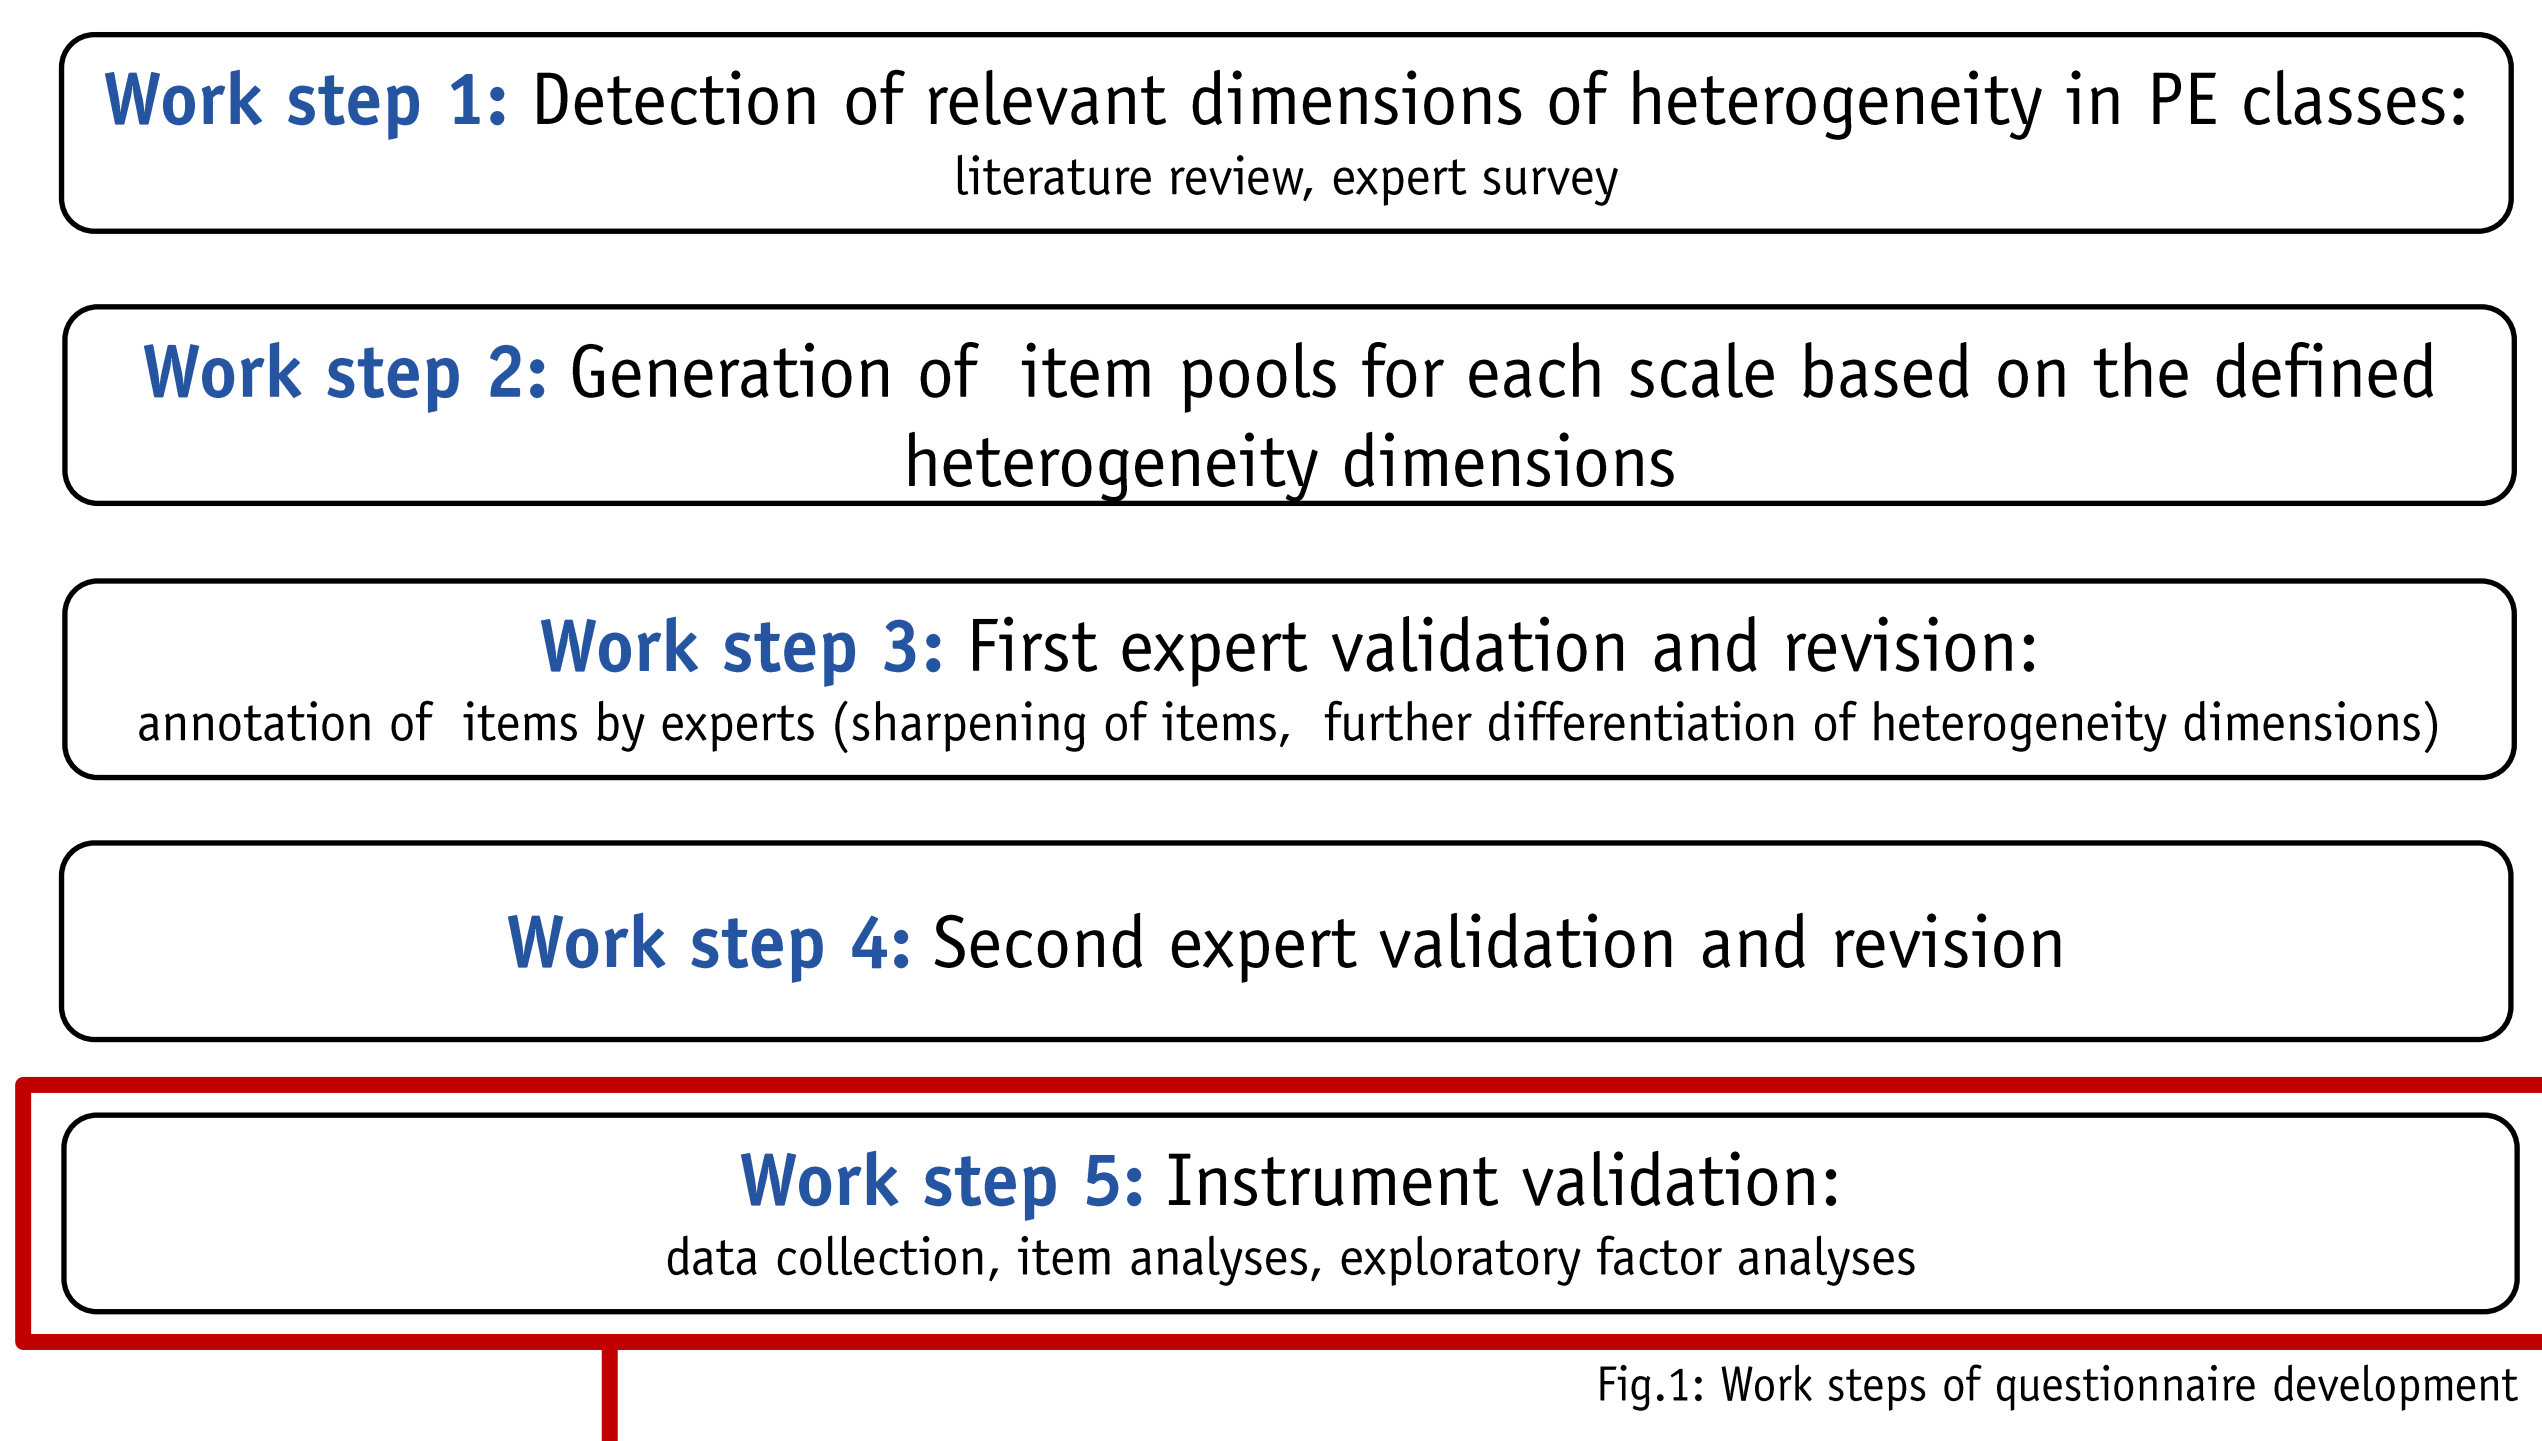 Work step 1: Detection of relevant dimensions of heterogeneity in PE classes:
literature review, expert survey
Work step 2: Generation of item pools for each scale based on the defined
heterogeneity dimensions
Work step 3: First expert validation and revision:
annotation of items by experts (sharpening of items, further differentiation of heterogeneity dimensions)
Work step 4: Second expert validation and revision
Work step 5: Instrument validation:
data collection, item analyses, exploratory factor analyses
Fig.1: Work steps of questionnaire development